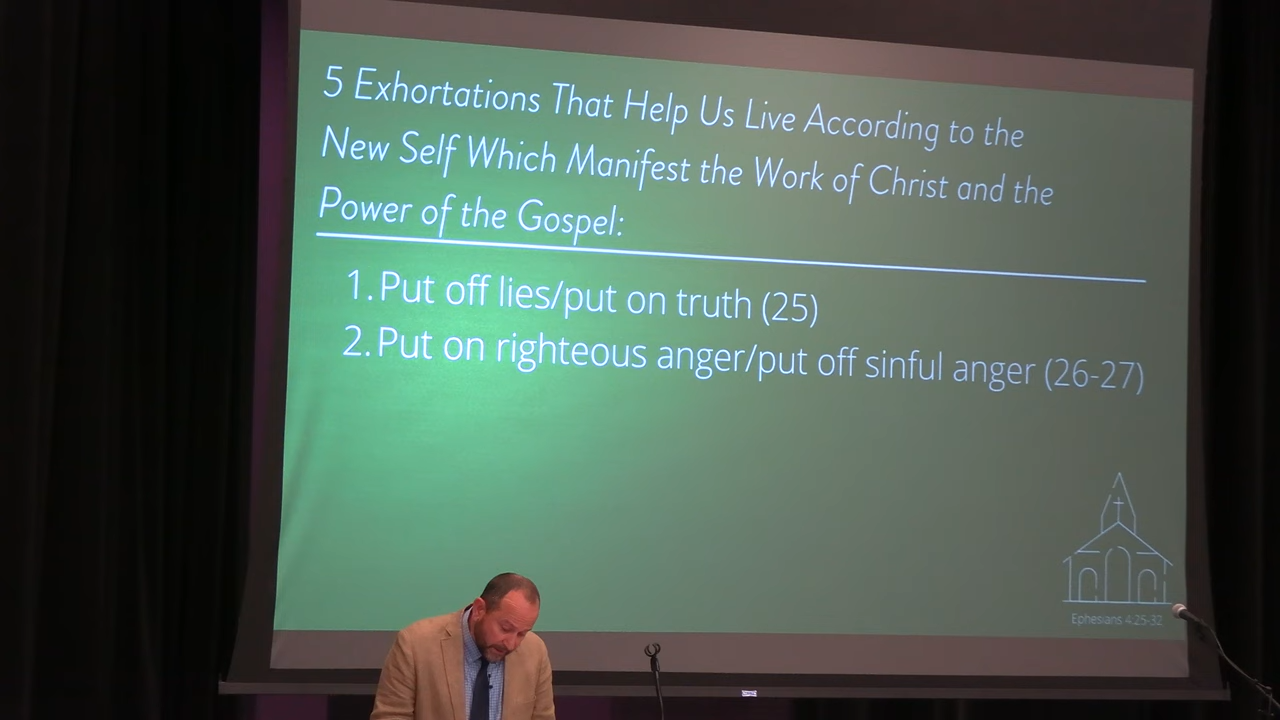 5 Exhortations That Help Us Live According to the
New Self Which Manifest the Work of Christ and the
Power of the Gospel:
1. Put off lies/put on truth (25)
2. Put on righteous anger/put off sinful anger (26-27)
Ephesians 4:25-32